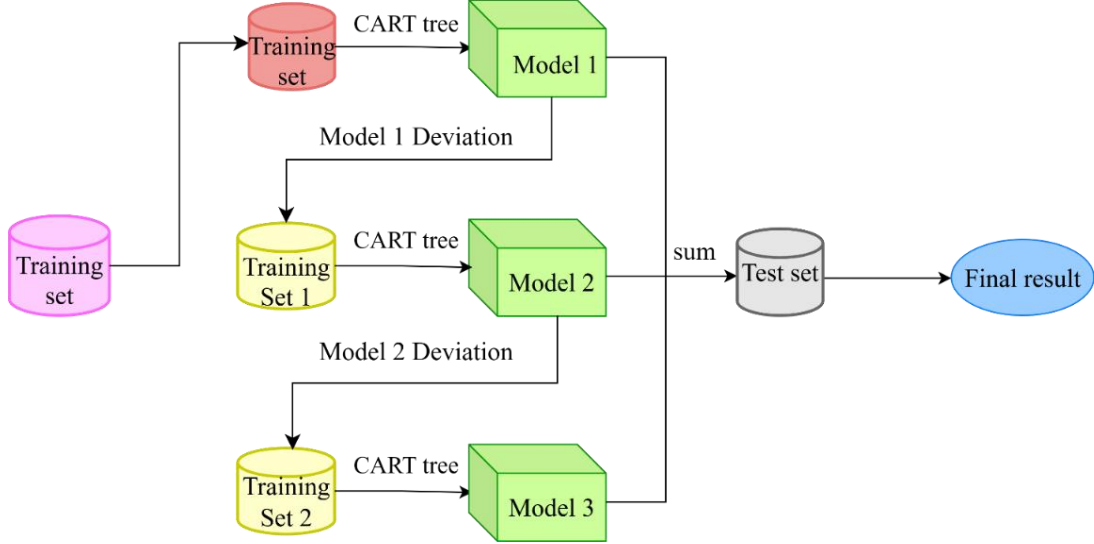 CART tree
Training
set
Model 1
Model 1 Deviation
Training
set
CART tree
Training
Set 1
Model 2
sum
Test set
Final result
Model 2 Deviation
CART tree
Training
Set 2
Model 3